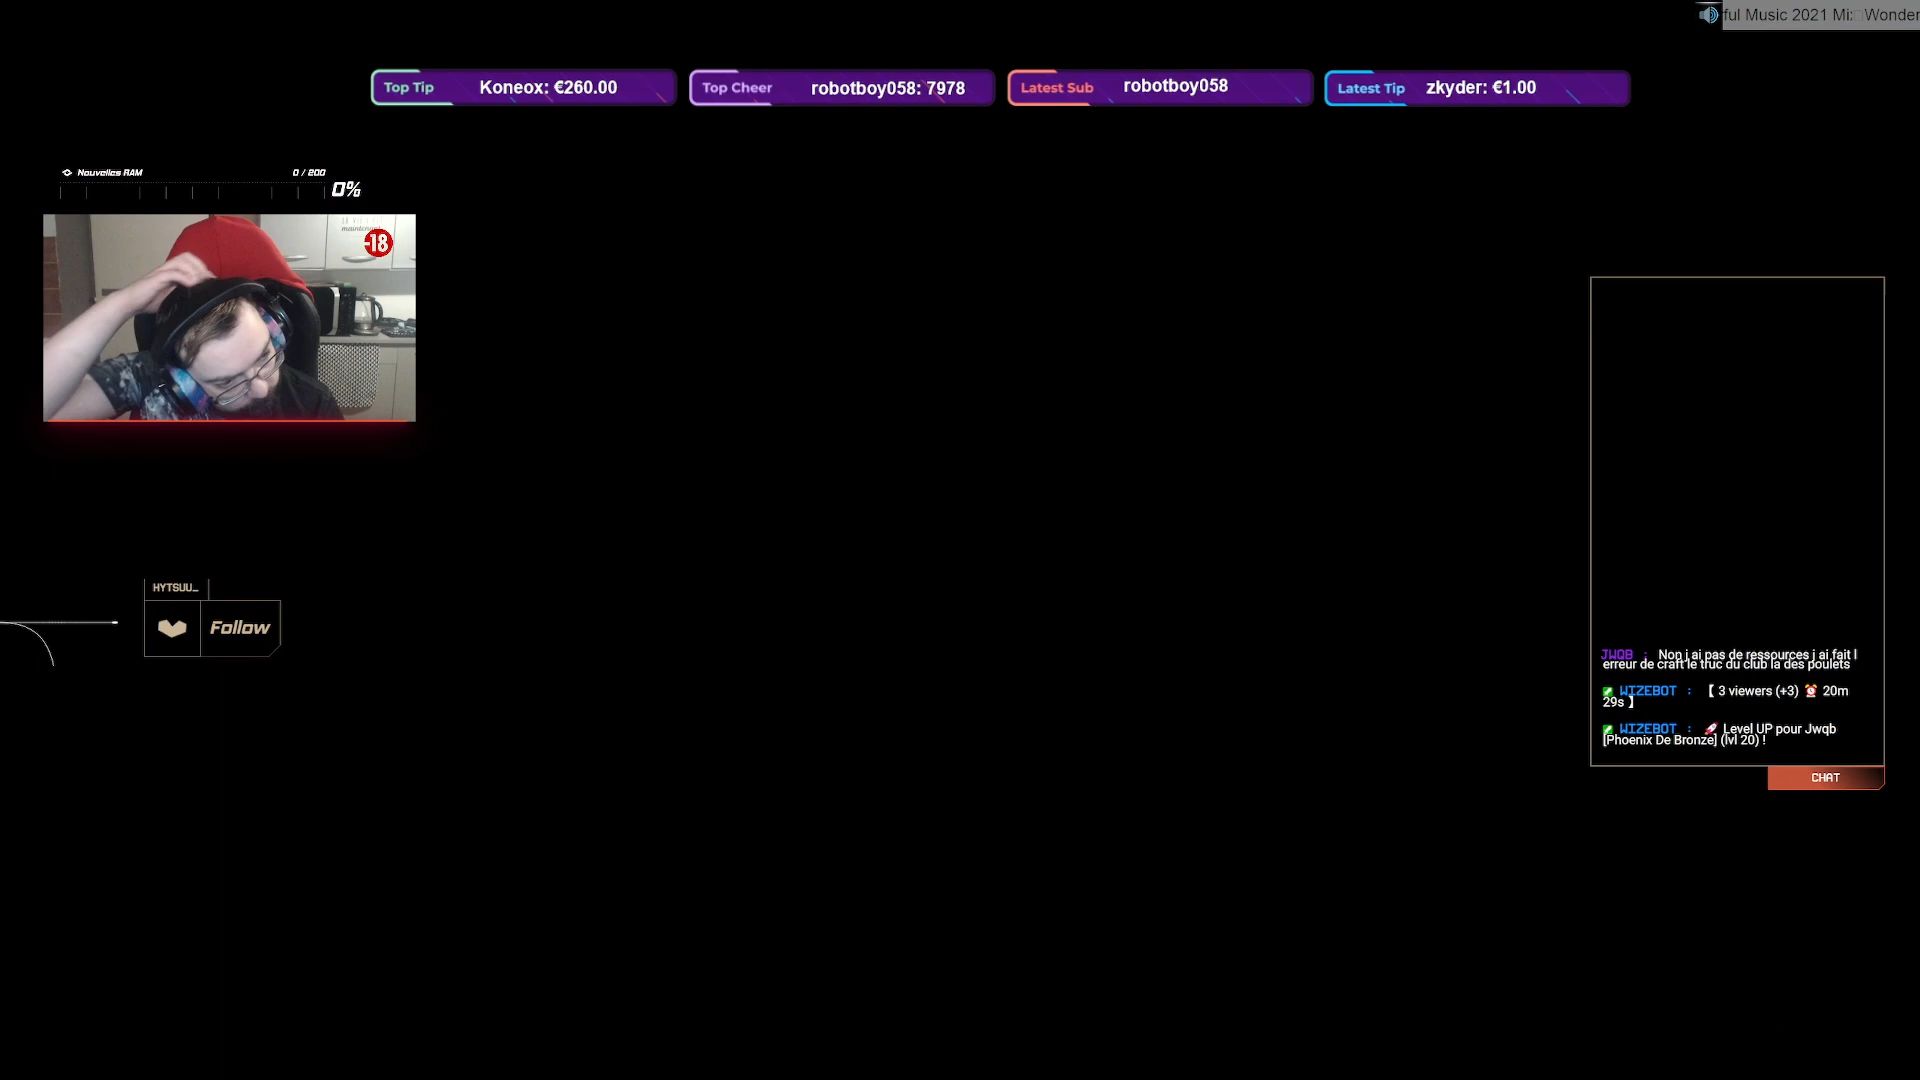 ful Music 2021 Mix Wonder
Top Tip Koneox: €260.00
Top Cheer robotboy058: 7978
Latest Sub robotboy058
Latest Tip zkyder: €1.00
Nouvelles RAM 0 / 200
0%
maintenant
-18
HYTSUU_
Follow
JWQB : Non j ai pas de ressources j ai fait l
erreur de craft le truc du club la des poulets
WIZEBOT : 【 3 viewers (+3) ⏰ 20m
29s 】
WIZEBOT : 🚀 Level UP pour Jwqb
[Phoenix De Bronze] (lvl 20) !
CHAT